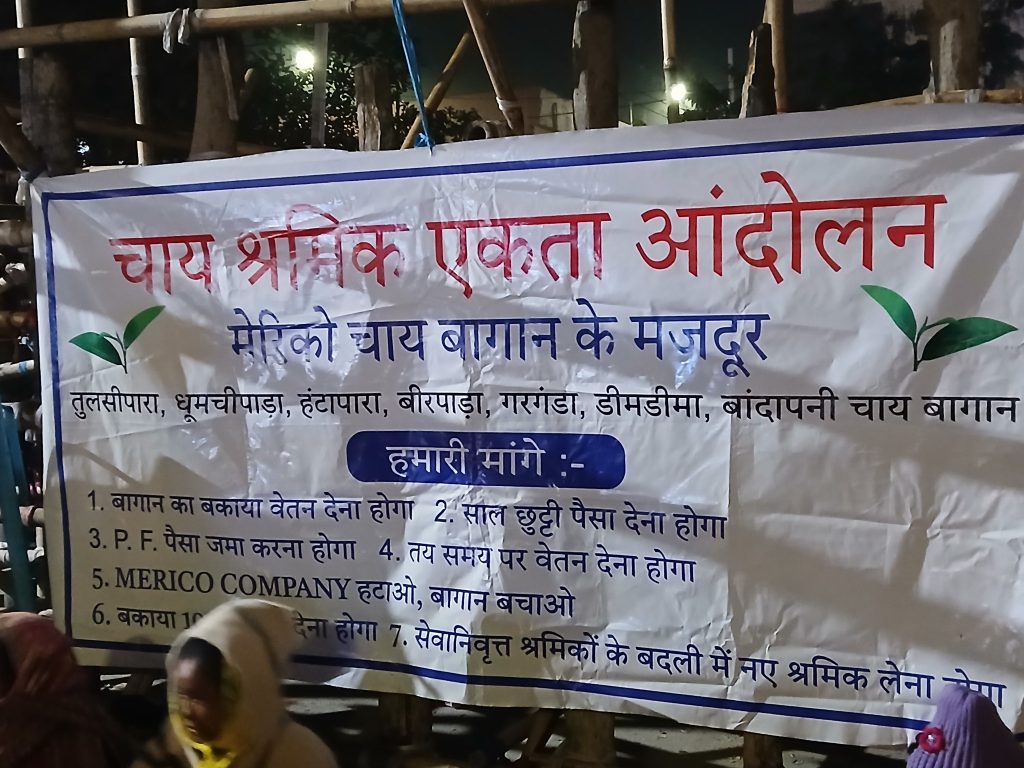 चाय श्रमिक एकता आंदोलन
मेरिको चाय बागान के मजदूर
तुलसीपारा, धूमचीपाड़ा, हंटापारा, बीरपाड़ा, गरगंडा, डीमडीमा, बांदापनी चाय बागान
हमारी मांगे :-
1. बागान का बकाया वेतन देना होगा 2. साल छुट्टी पैसा देना होगा
3. P. F. पैसा जमा करना होगा 4. तय समय पर वेतन देना होगा
5. MERICO COMPANY हटाओ, बागान बचाओ
6. बकाया देना होगा 7. सेवानिवृत्त श्रमिकों के बदली में नए श्रमिक लेना